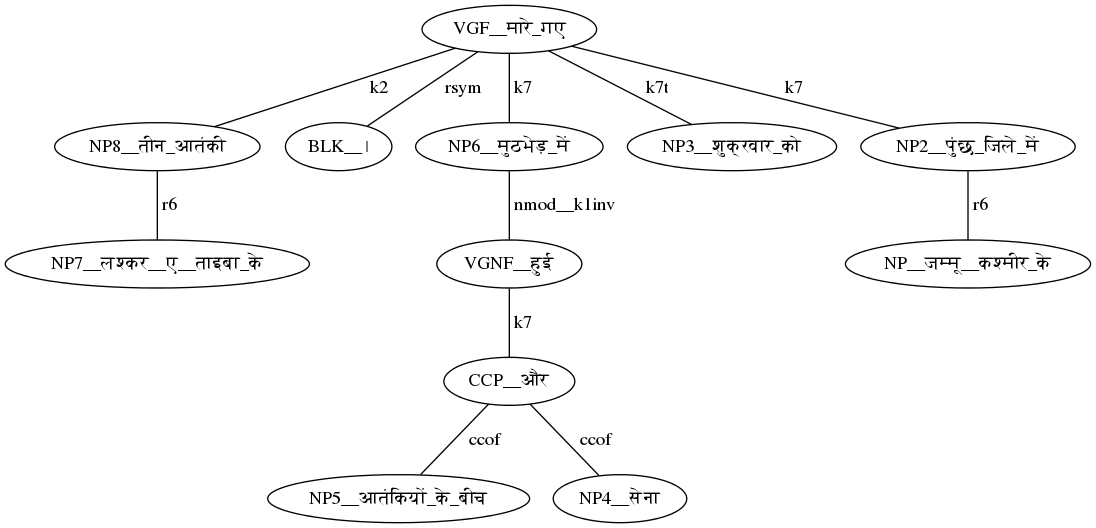 VGF__मारे_गए
k2
rsym
k7
k7t
k7
NP8__तीन_आतंकी
BLK__।
NP6__मुठभेड़_में
NP3__शुक्रवार_को
NP2__पुंछ_जिले_में
r6
nmod__k1inv
r6
NP7__लश्कर__ए__ताइबा_के
VGNF__हुई
NP__जम्मू__कश्मीर_के
k7
CCP__और
ccof
ccof
NP5__आतंकियों_के_बीच
NP4__सेना